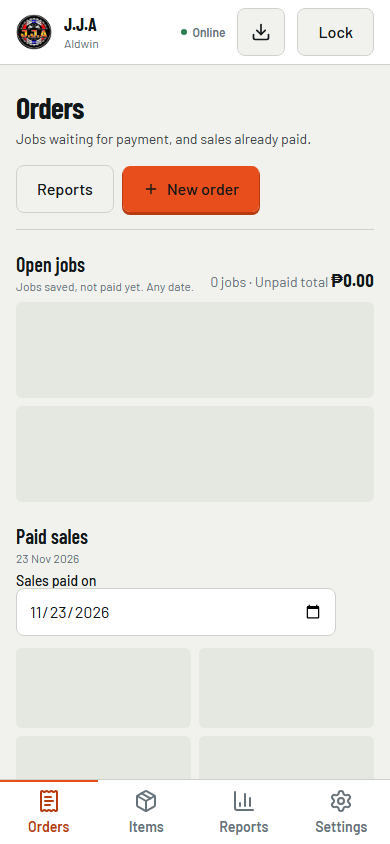 J.J.A
J.J.A
Aldwin
Online
Lock
Orders
Jobs waiting for payment, and sales already paid.
Reports
New order
Open jobs
Jobs saved, not paid yet. Any date.
0 jobs · Unpaid total ₱0.00
Paid sales
23 Nov 2026
Sales paid on
11/23/2026
Orders
Items
Reports
Settings